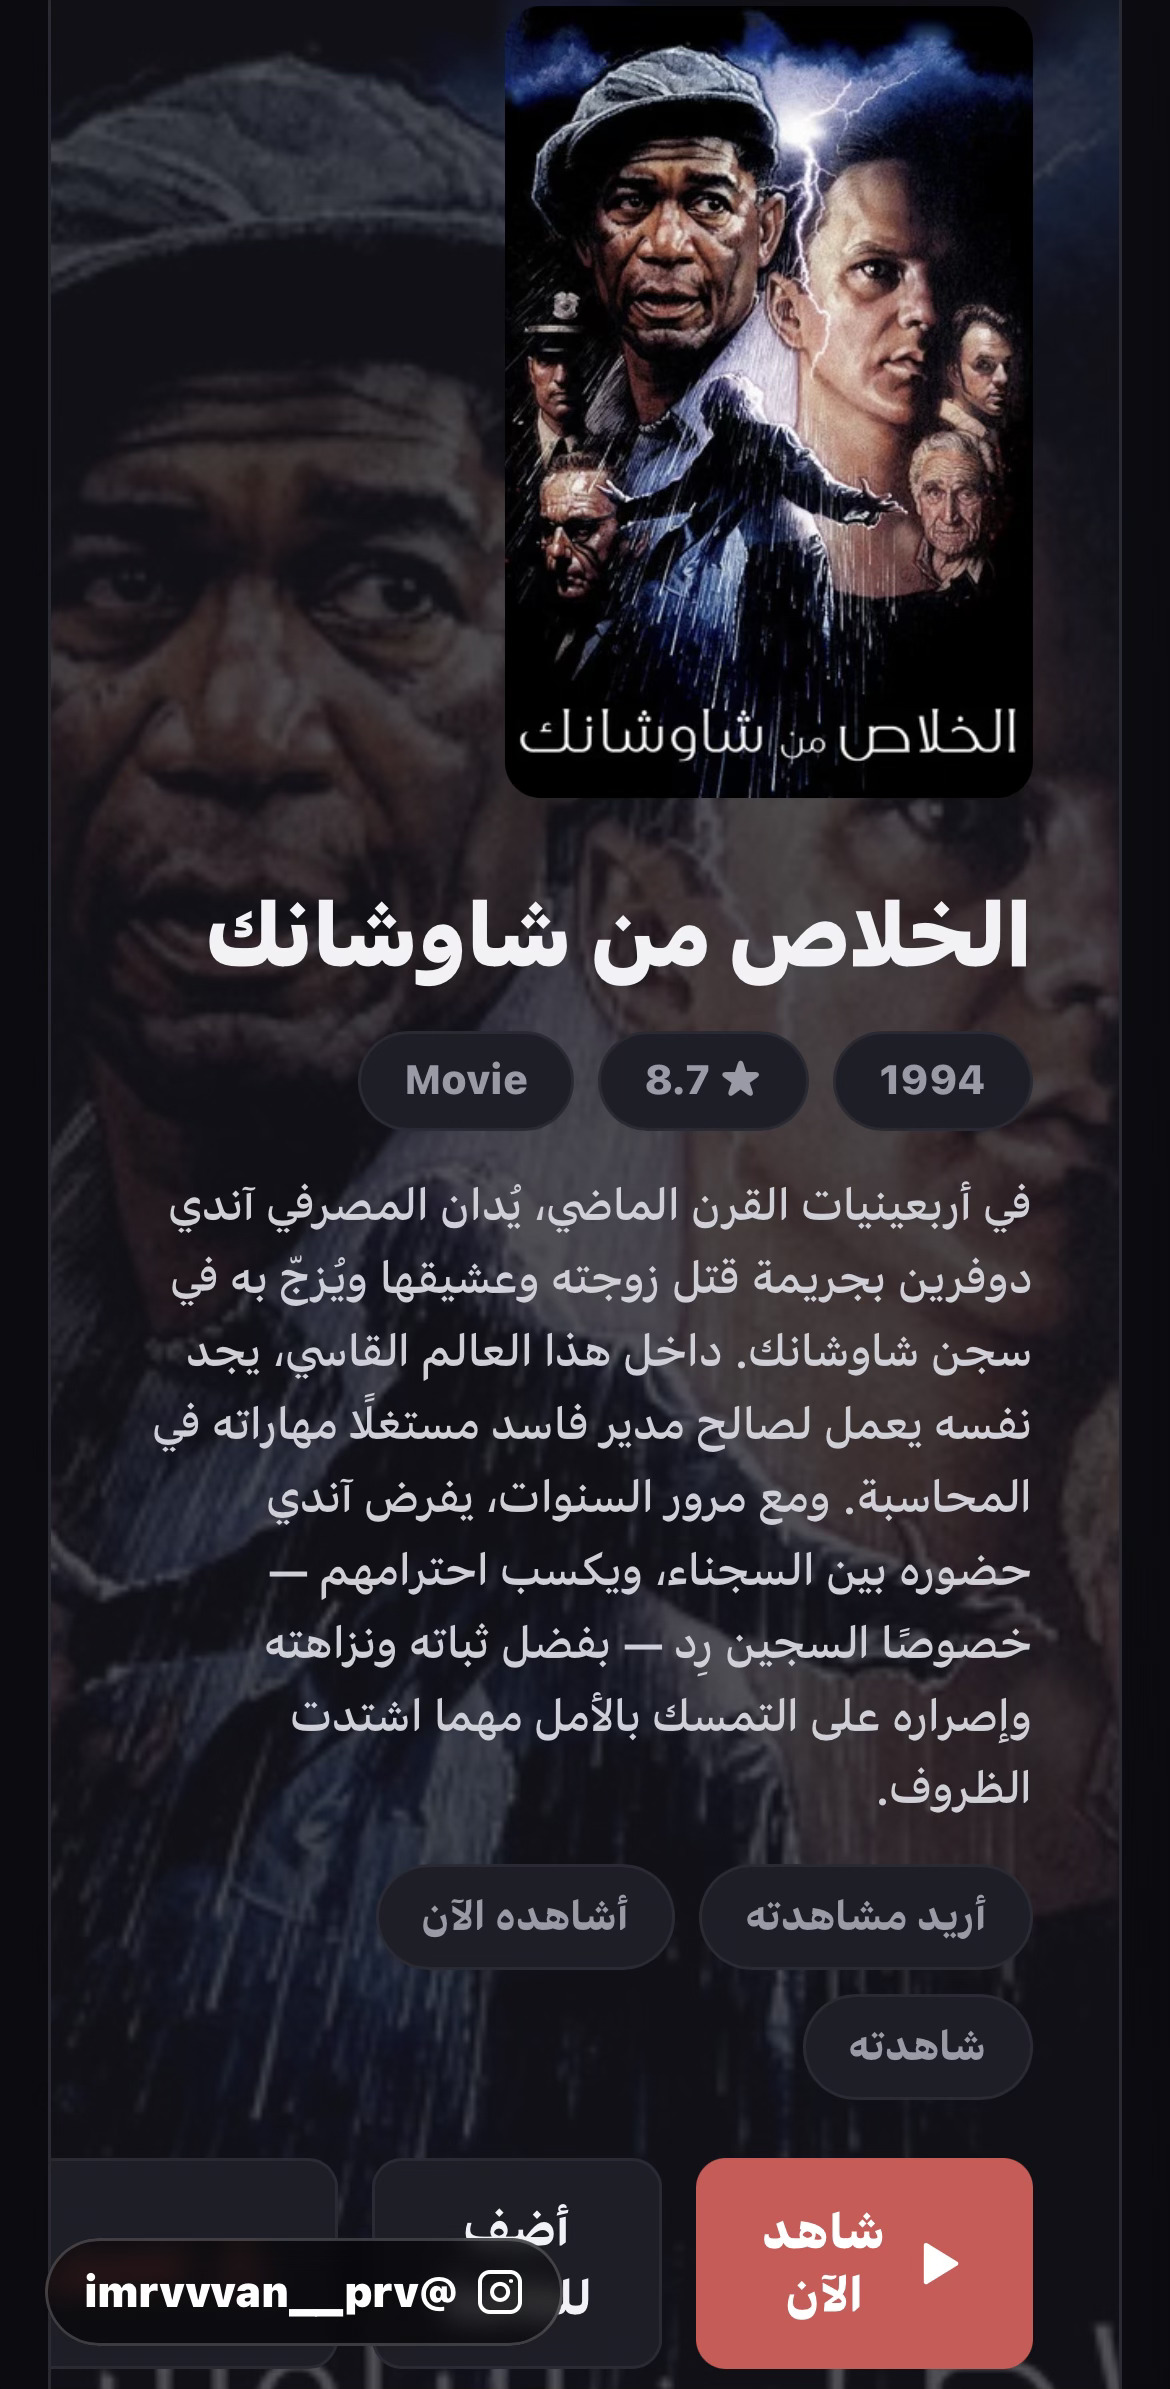 الخلاص من شاوشانك
الخلاص من شاوشانك
1994
★ 8.7
Movie
في أربعينيات القرن الماضي، يُدان المصرفي آندي
دوفرين بجريمة قتل زوجته وعشيقها ويُزجّ به في
سجن شاوشانك. داخل هذا العالم القاسي، يجد
نفسه يعمل لصالح مدير فاسد مستغلًا مهاراته في
المحاسبة. ومع مرور السنوات، يفرض آندي
حضوره بين السجناء، ويكسب احترامهم —
خصوصًا السجين رِد — بفضل ثباته ونزاهته
وإصراره على التمسك بالأمل مهما اشتدت
الظروف.
أريد مشاهدته
أشاهده الآن
شاهدته
شاهد
الآن
أضف
@imrvvvan__prv